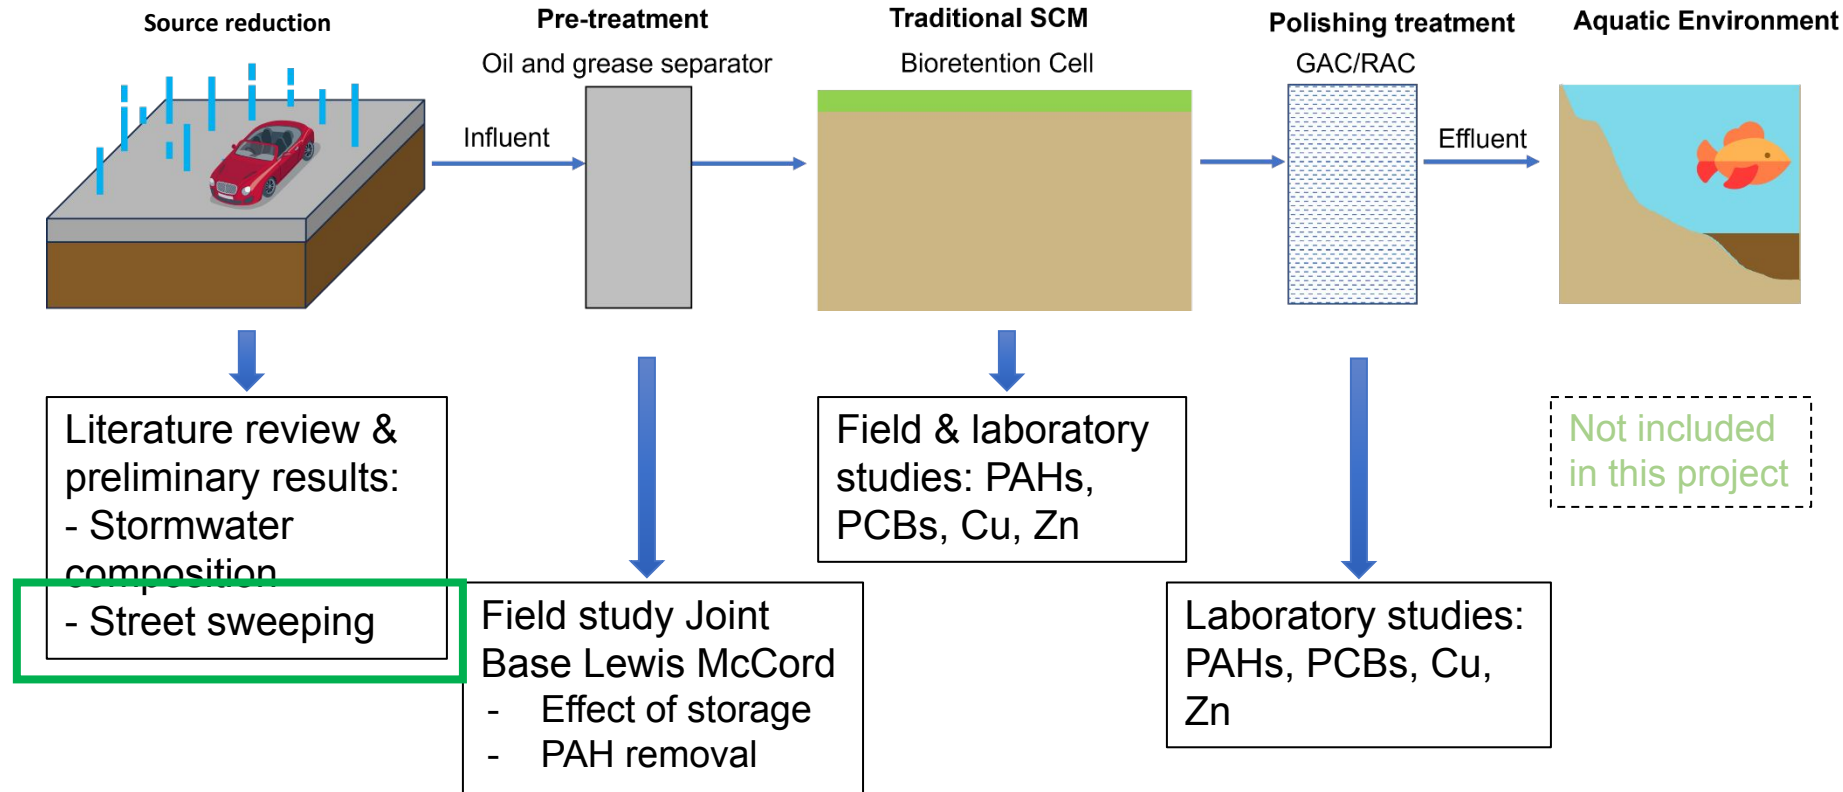 Source reduction
Pre-treatment
Traditional SCM
Polishing treatment
Aquatic Environment
Oil and grease separator
Bioretention Cell
GAC/RAC
Influent
Effluent
Literature review &
preliminary results:
- Stormwater
composition
- Street sweeping
Field study Joint
Base Lewis McCord
- Effect of storage
- PAH removal
Field & laboratory
studies: PAHs,
PCBs, Cu, Zn
Laboratory studies:
PAHs, PCBs, Cu,
Zn
Not included
in this project